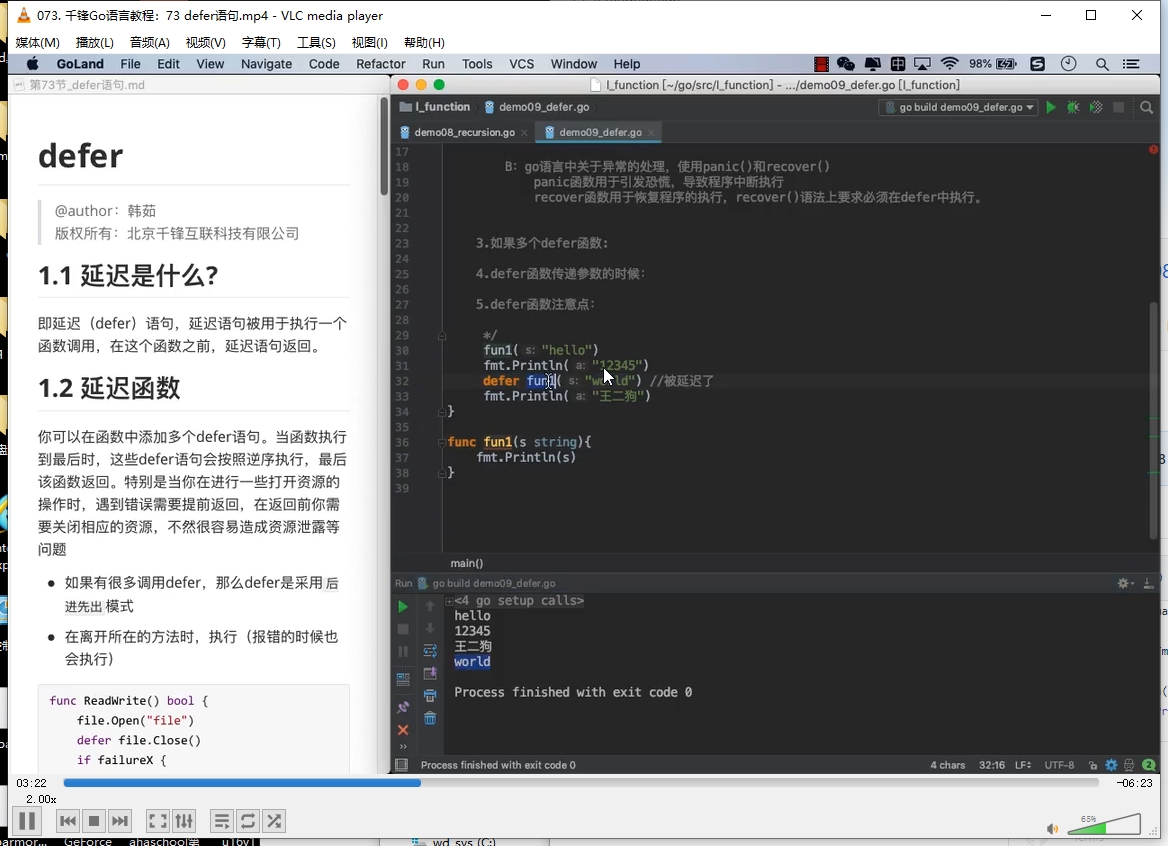 073. 千锋Go语言教程：73 defer语句.mp4 - VLC media player
媒体(M) 播放(L) 音频(A) 视频(V) 字幕(T) 工具(S) 视图(I) 帮助(H)
GoLand File Edit View Navigate Code Refactor Run Tools VCS Window Help 98%
第73节_defer语句.md
defer
@author：韩茹
版权所有：北京千锋互联科技有限公司
1.1 延迟是什么?
即延迟（defer）语句，延迟语句被用于执行一个
函数调用，在这个函数之前，延迟语句返回。
1.2 延迟函数
你可以在函数中添加多个defer语句。当函数执行
到最后时，这些defer语句会按照逆序执行，最后
该函数返回。特别是当你在进行一些打开资源的
操作时，遇到错误需要提前返回，在返回前你需
要关闭相应的资源，不然很容易造成资源泄露等
问题
如果有很多调用defer，那么defer是采用后
进先出模式
在离开所在的方法时，执行（报错的时候也
会执行）
func ReadWrite() bool {
file.Open("file")
defer file.Close()
if failureX {
l_function [~/go/src/l_function] - .../demo09_defer.go [l_function]
l_function demo09_defer.go go build demo09_defer.go
demo08_recursion.go demo09_defer.go
17
18 B: go语言中关于异常的处理，使用panic()和recover()
19 panic函数用于引发恐慌，导致程序中断执行
20 recover函数用于恢复程序的执行，recover()语法上要求必须在defer中执行。
21
22
23 3.如果多个defer函数:
24
25 4.defer函数传递参数的时候:
26
27 5.defer函数注意点:
28
29 */
30 fun1( s: "hello")
31 fmt.Println( a: "12345")
32 defer fun1( s: "world") //被延迟了
33 fmt.Println( a: "王二狗")
34 }
35
36 func fun1(s string){
37 fmt.Println(s)
38 }
39
main()
Run go build demo09_defer.go
<4 go setup calls>
hello
12345
王二狗
world
Process finished with exit code 0
Process finished with exit code 0 4 chars 32:16 LF UTF-8 2
03:22 -06:23
2.00x
65%
GeForce
wd_sys (C:)